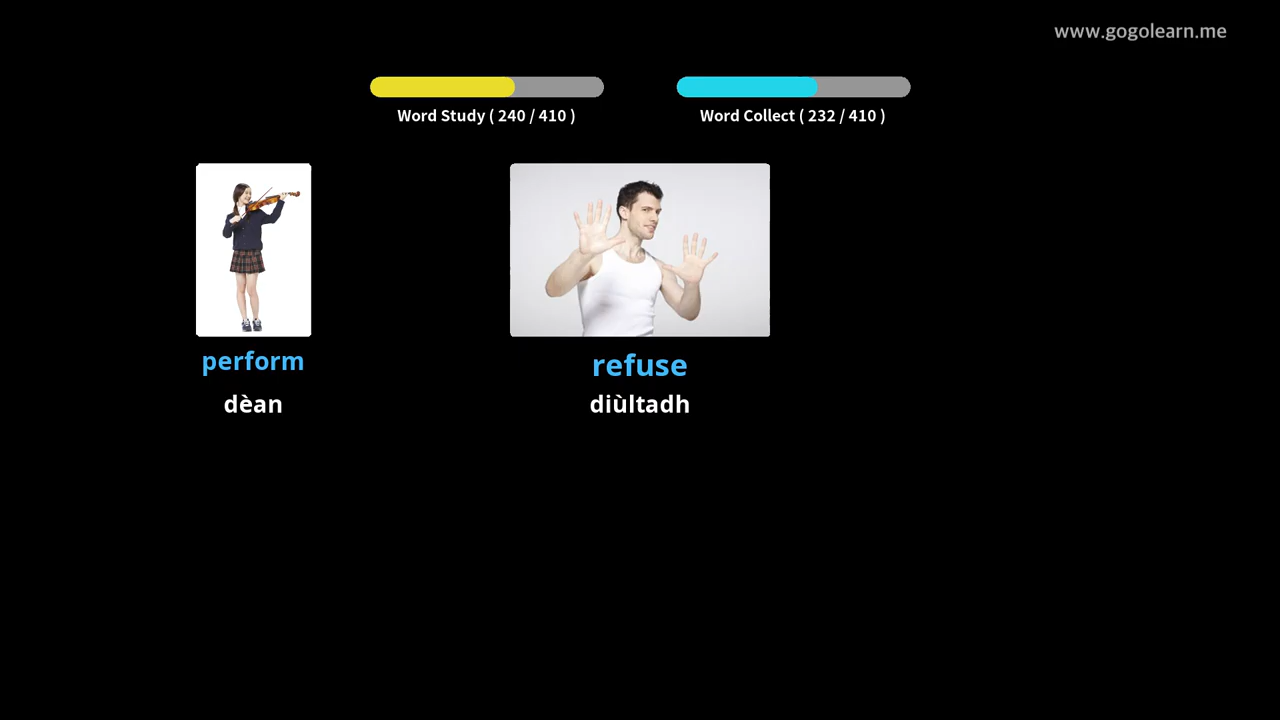 www.gogolearn.me
Word Study ( 240 / 410 )
Word Collect ( 232 / 410 )
perform
dèan
refuse
diùltadh